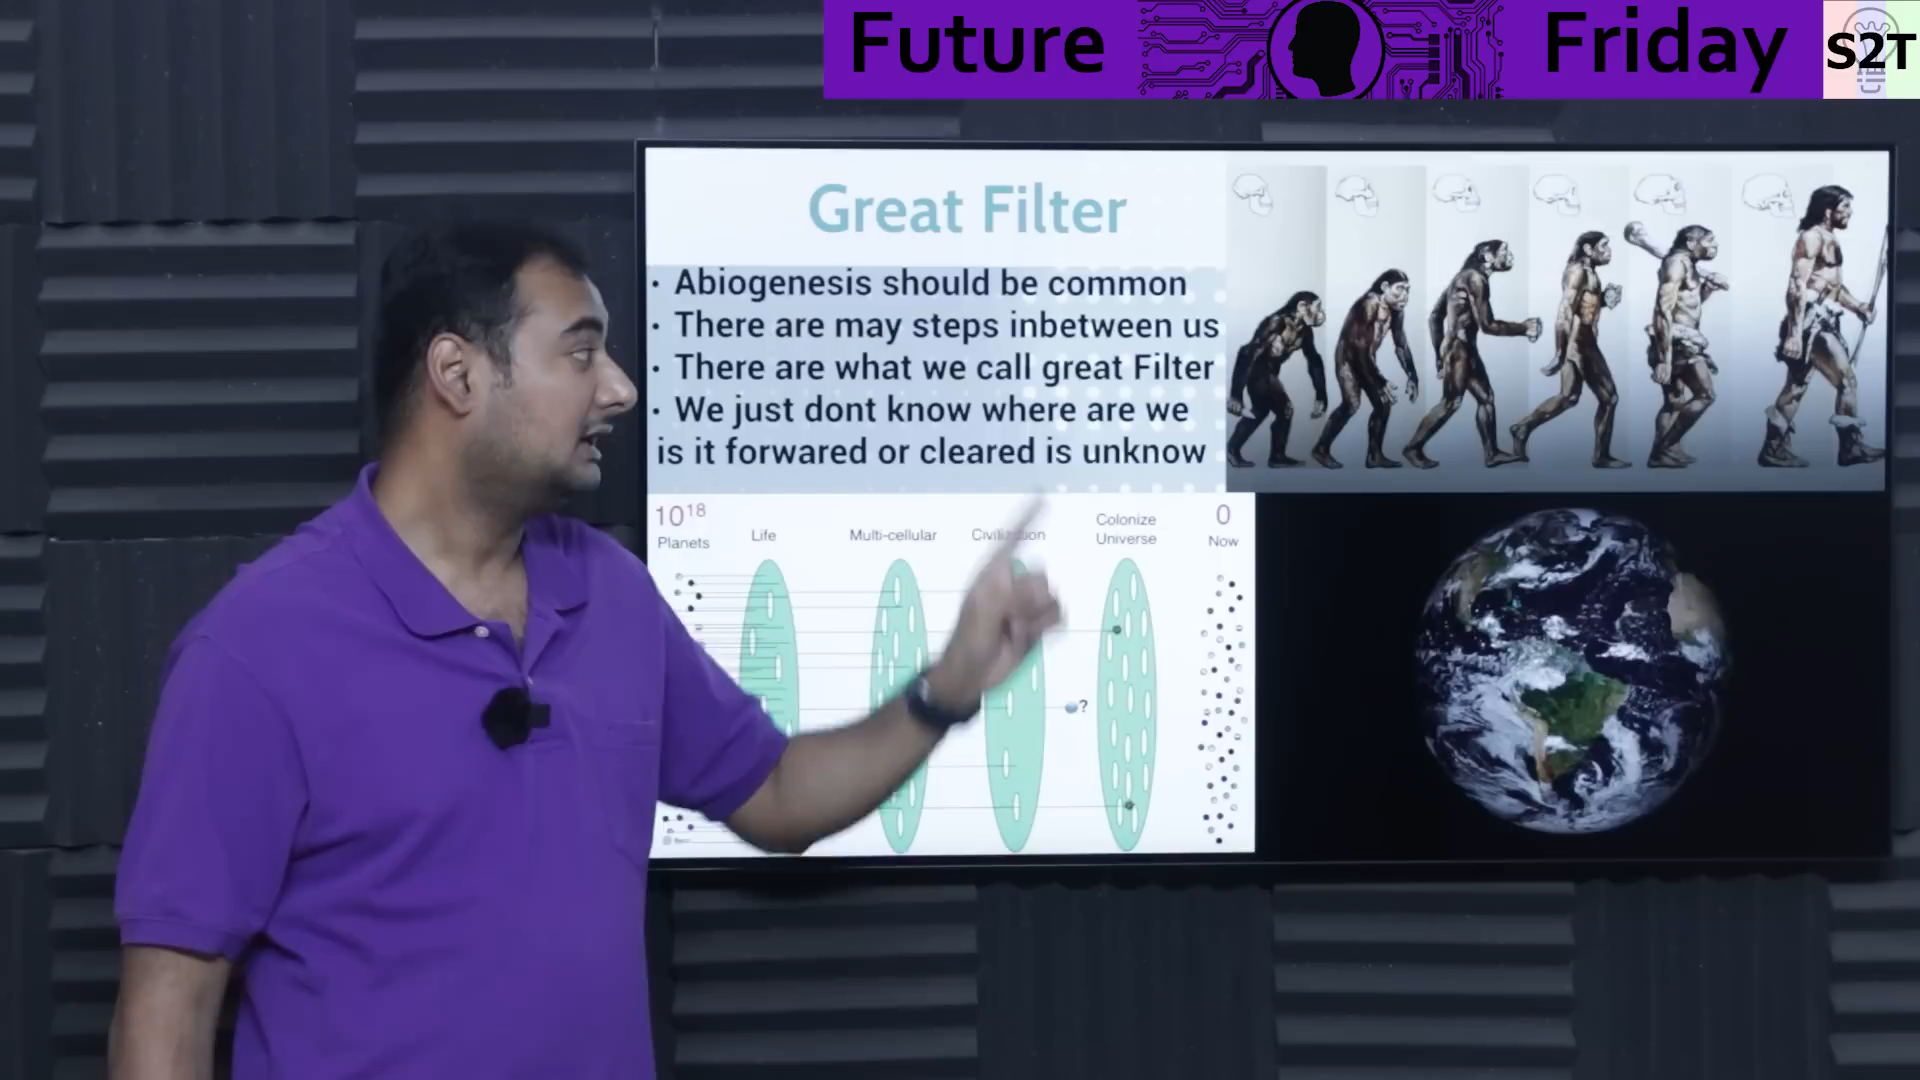 Future Friday S2T
Great Filter
· Abiogenesis should be common
· There are may steps inbetween us
· There are what we call great Filter
· We just dont know where are we
is it forwared or cleared is unknow
10¹⁸
Planets
Life
Multi-cellular
Colonize
Universe
0
Now
?